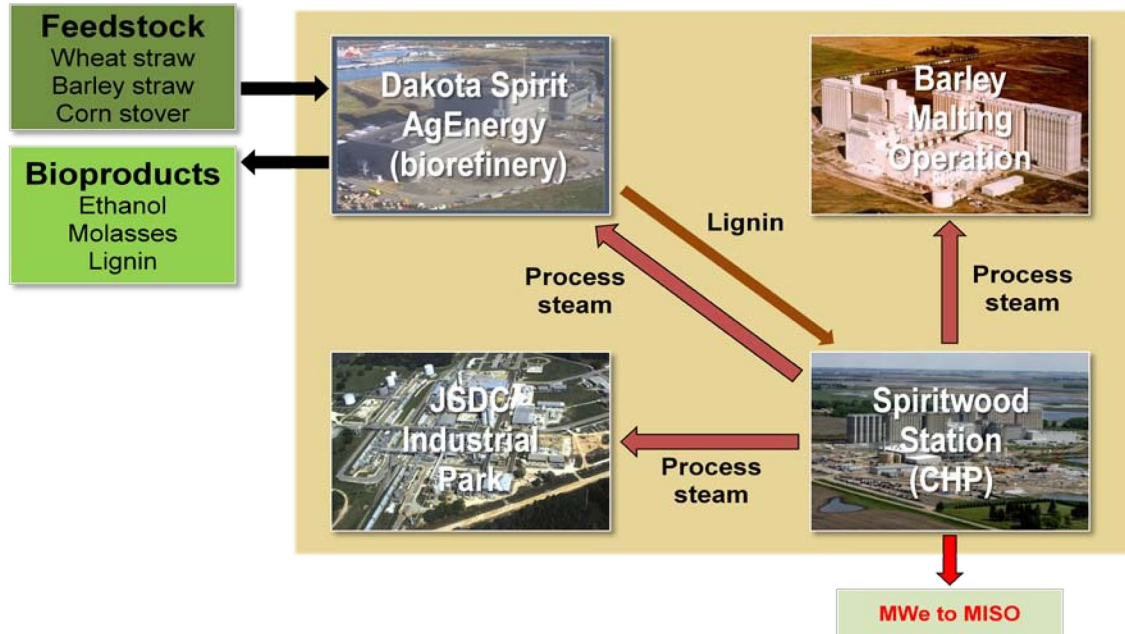 Feedstock
Wheat straw
Barley straw
Corn stover
Bioproducts
Ethanol
Molasses
Lignin
Dakota Spirit
AgEnergy
(biorefinery)
Barley
Malting
Operation
Lignin
Process
steam
Process
steam
JSDC
Industrial
Park
Process
steam
Spiritwood
Station
(CHP)
MWe to MISO